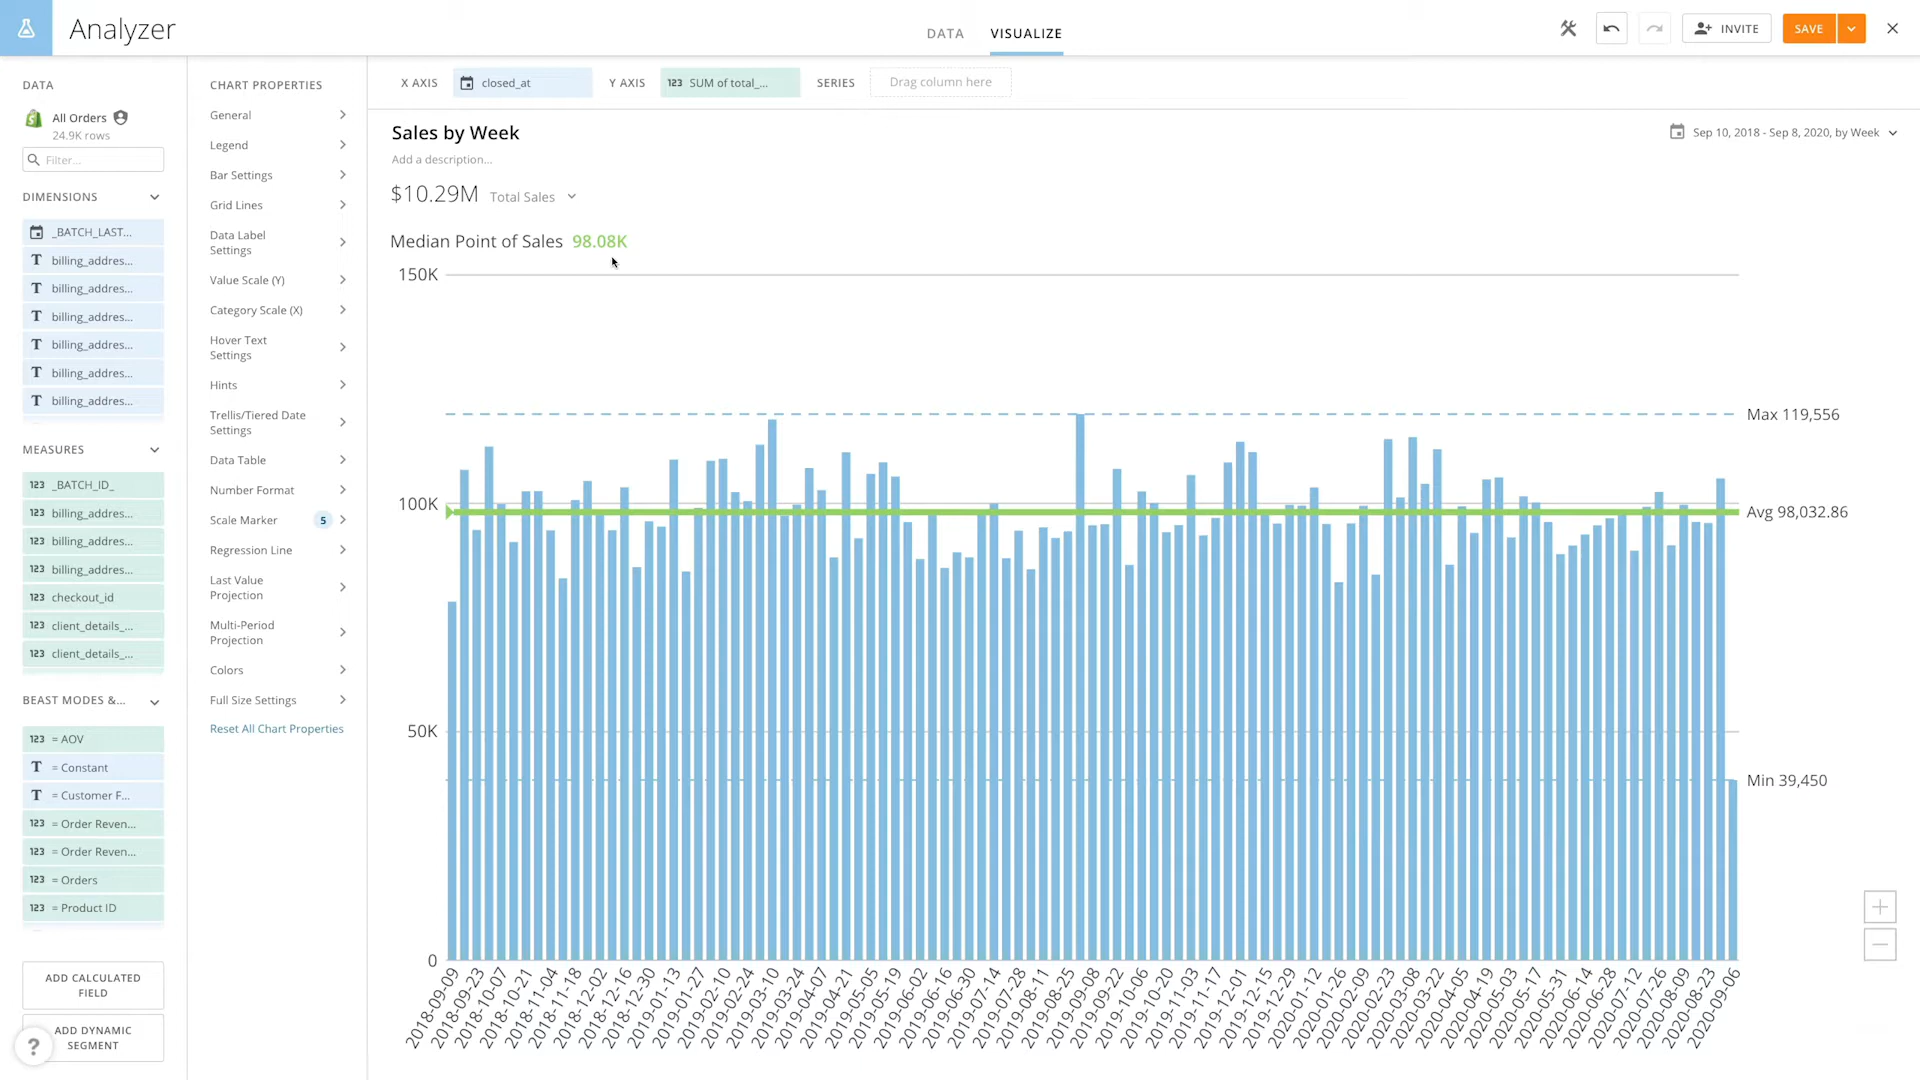 Analyzer
DATA
VISUALIZE
INVITE
SAVE
DATA
All Orders
24.9K rows
Filter...
DIMENSIONS
_BATCH_LAST...
T billing_addres...
T billing_addres...
T billing_addres...
T billing_addres...
T billing_addres...
T billing_addres...
MEASURES
123 _BATCH_ID_
123 billing_addres...
123 billing_addres...
123 billing_addres...
123 checkout_id
123 client_details_...
123 client_details_...
BEAST MODES &...
123 = AOV
T = Constant
T = Customer F...
123 = Order Reven...
123 = Order Reven...
123 = Orders
123 = Product ID
ADD CALCULATED
FIELD
ADD DYNAMIC
SEGMENT
?
CHART PROPERTIES
General
Legend
Bar Settings
Grid Lines
Data Label
Settings
Value Scale (Y)
Category Scale (X)
Hover Text
Settings
Hints
Trellis/Tiered Date
Settings
Data Table
Number Format
Scale Marker 5
Regression Line
Last Value
Projection
Multi-Period
Projection
Colors
Full Size Settings
Reset All Chart Properties
X AXIS closed_at Y AXIS 123 SUM of total_... SERIES Drag column here
Sales by Week
Sep 10, 2018 - Sep 8, 2020, by Week
Add a description...
$10.29M Total Sales
Median Point of Sales 98.08K
150K
Max 119,556
100K
Avg 98,032.86
50K
Min 39,450
0
2018-09-09
2018-09-23
2018-10-07
2018-10-21
2018-11-04
2018-11-18
2018-12-02
2018-12-16
2018-12-30
2019-01-13
2019-01-27
2019-02-10
2019-02-24
2019-03-10
2019-03-24
2019-04-07
2019-04-21
2019-05-05
2019-05-19
2019-06-02
2019-06-16
2019-06-30
2019-07-14
2019-07-28
2019-08-11
2019-08-25
2019-09-08
2019-09-22
2019-10-06
2019-10-20
2019-11-03
2019-11-17
2019-12-01
2019-12-15
2019-12-29
2020-01-12
2020-01-26
2020-02-09
2020-02-23
2020-03-08
2020-03-22
2020-04-05
2020-04-19
2020-05-03
2020-05-17
2020-05-31
2020-06-14
2020-06-28
2020-07-12
2020-07-26
2020-08-09
2020-08-23
2020-09-06